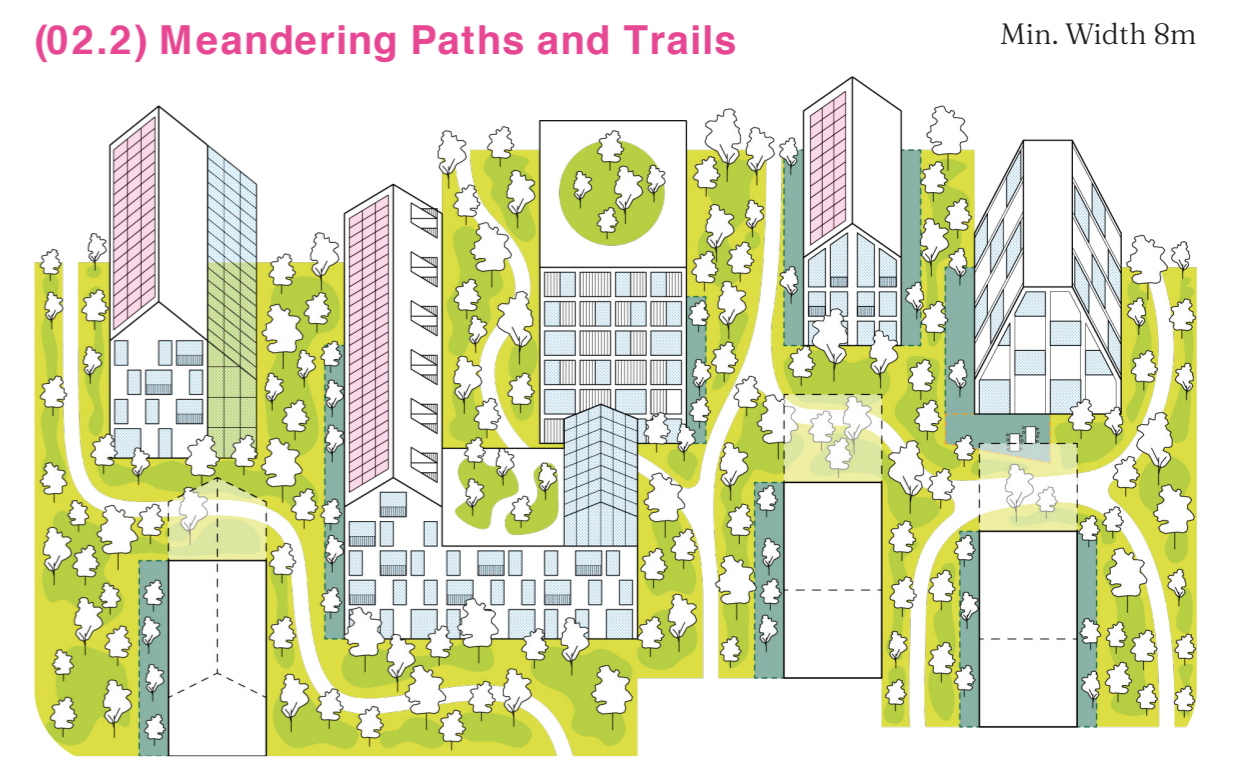 (02.2) Meandering Paths and Trails
Min. Width 8m